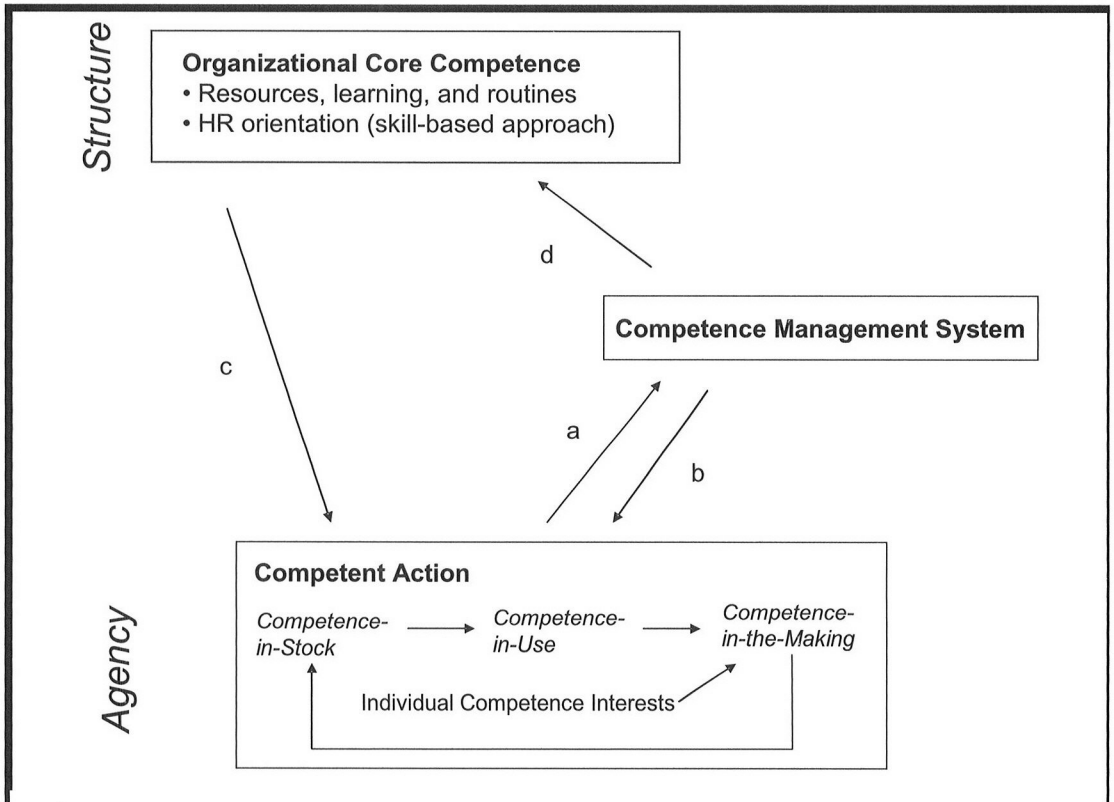 Structure
Organizational Core Competence
• Resources, learning, and routines
• HR orientation (skill-based approach)
d
Competence Management System
c
a
b
Agency
Competent Action
Competence-
in-Stock
Competence-
in-Use
Competence-
in-the-Making
Individual Competence Interests